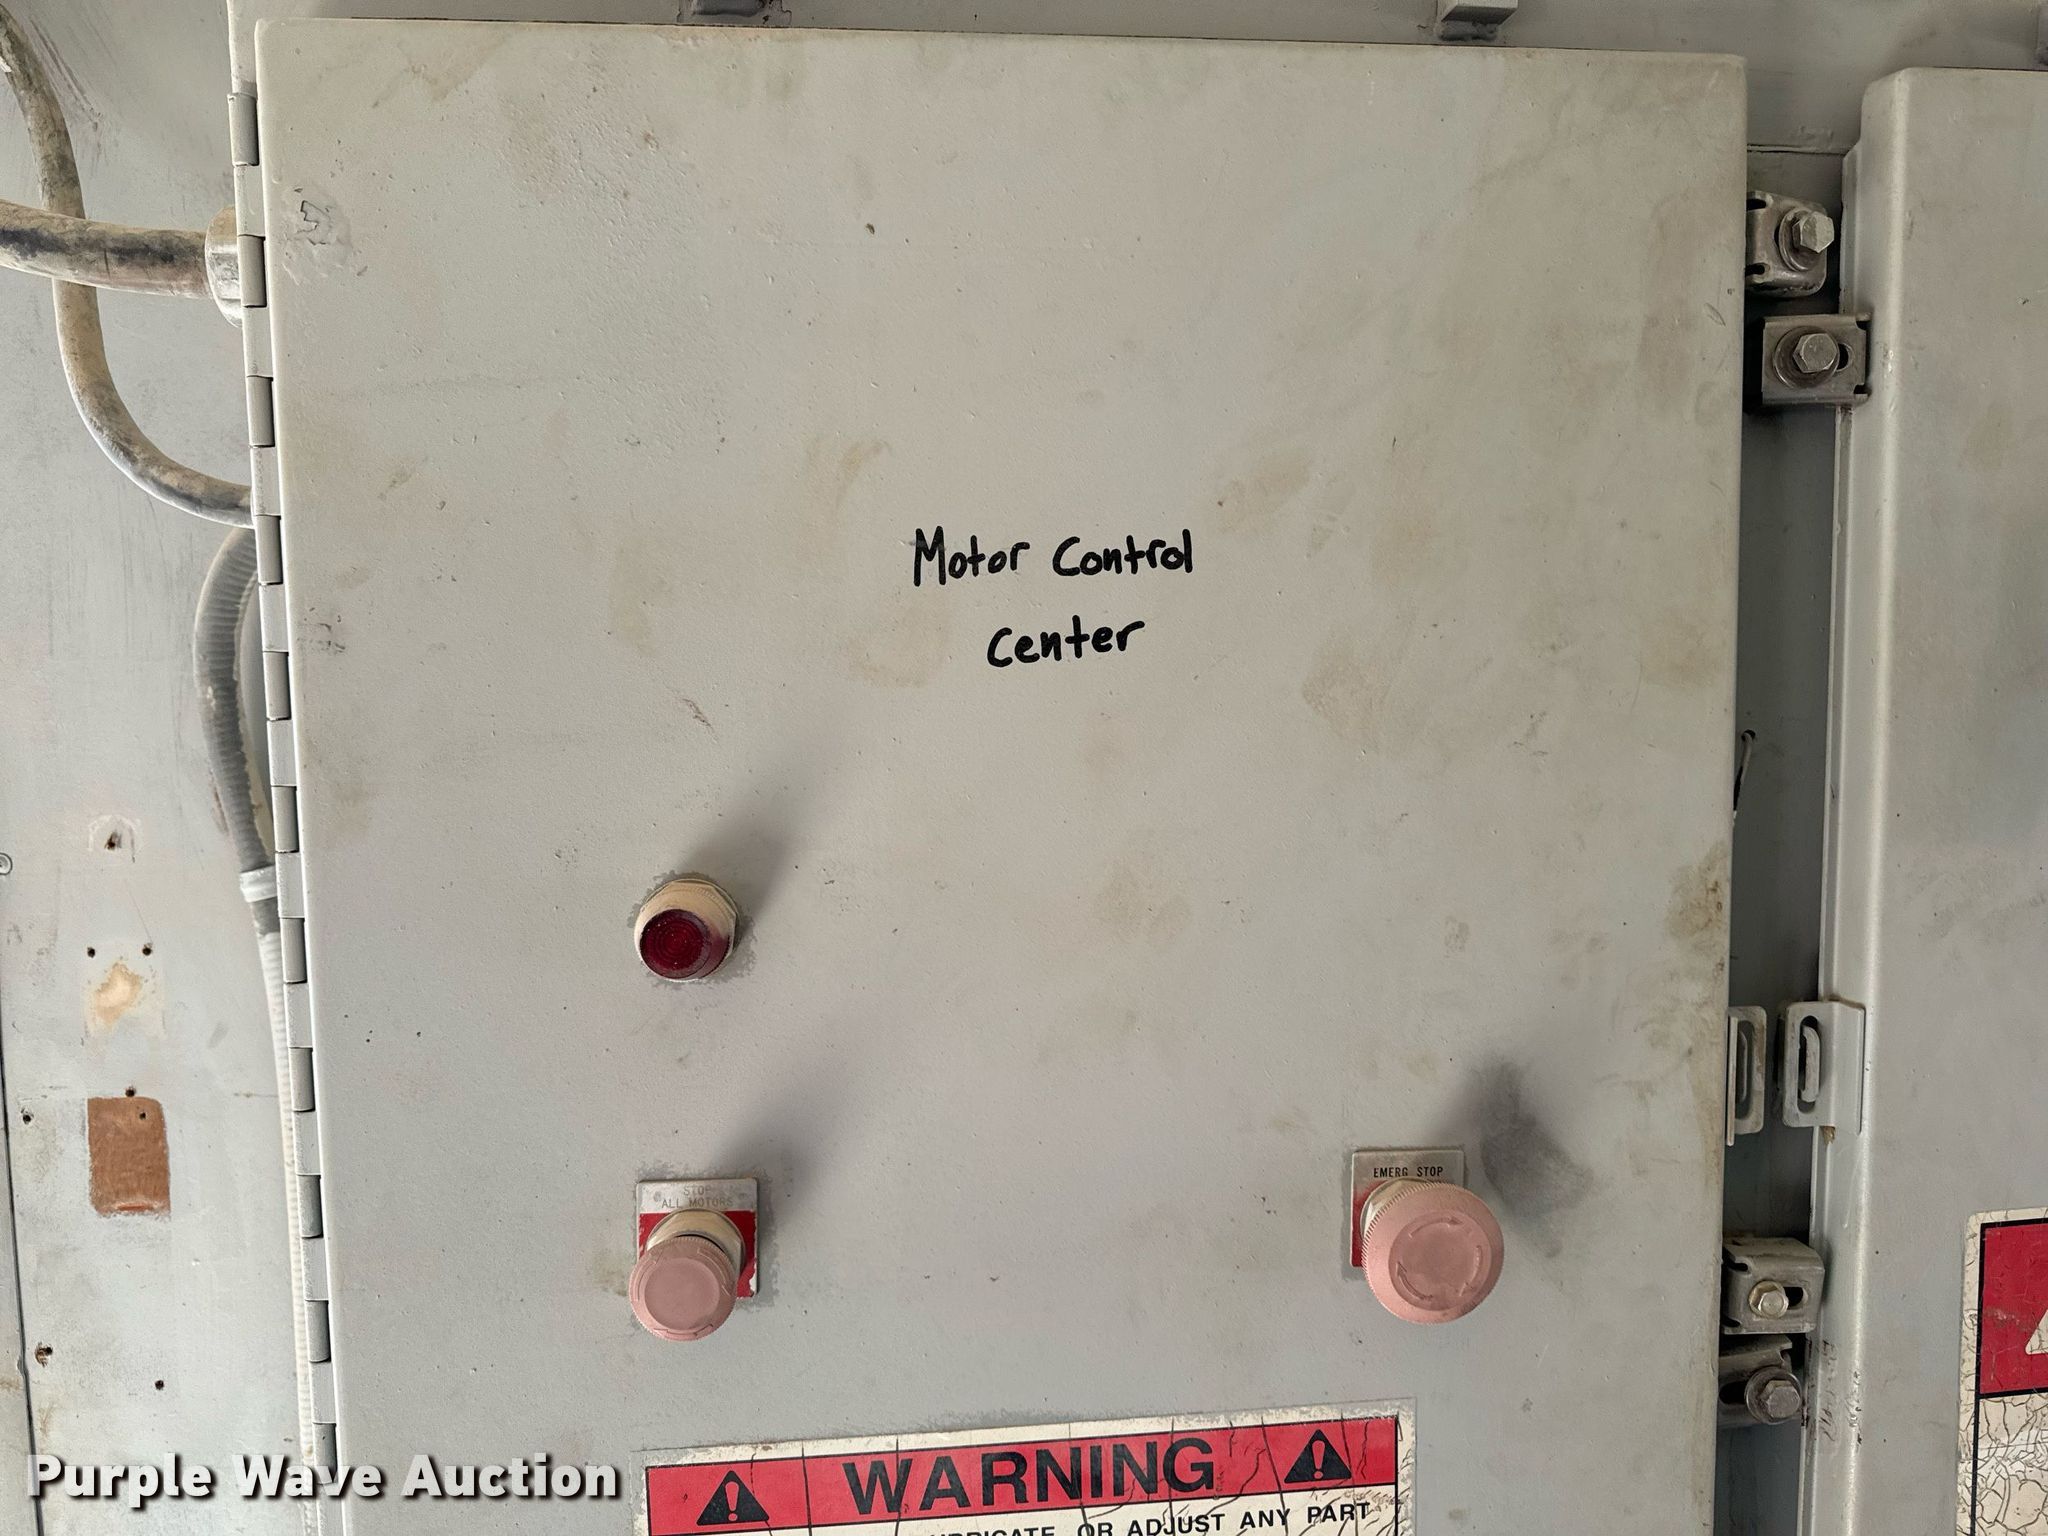 Motor Control
Center
STOP
ALL MOTORS
EMERG STOP
WARNING
OR ADJUST ANY PART
Purple Wave Auction